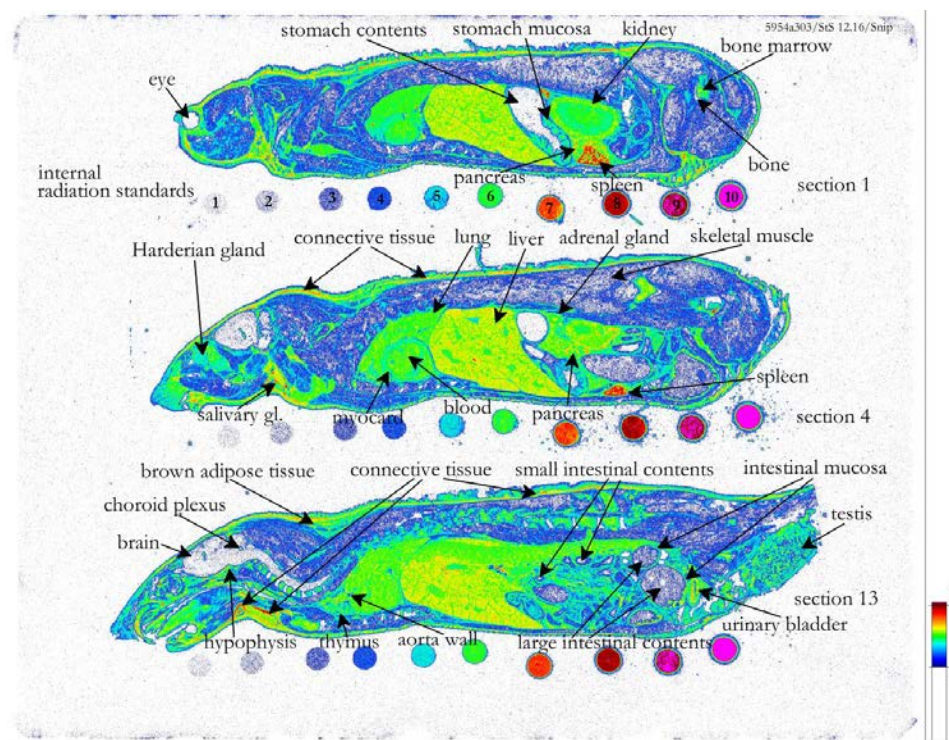 5954a303/StS 12.16/Snip
stomach contents
stomach mucosa
kidney
bone marrow
eye
bone
internal
radiation standards
pancreas
spleen
section 1
1 2 3 4 5 6 7 8 9 10
Harderian gland
connective tissue
lung
liver
adrenal gland
skeletal muscle
salivary gl.
myocard
blood
pancreas
spleen
section 4
brown adipose tissue
connective tissue
small intestinal contents
intestinal mucosa
choroid plexus
testis
brain
section 13
hypophysis
thymus
aorta wall
large intestinal contents
urinary bladder